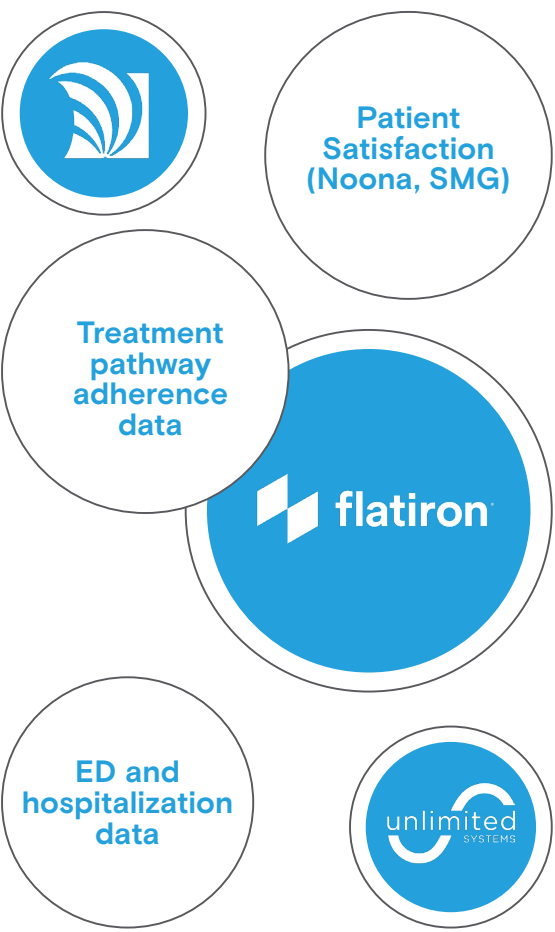 Patient
Satisfaction
(Noona, SMG)
Treatment
pathway
adherence
data
flatiron
ED and
hospitalization
data
unlimited
SYSTEMS